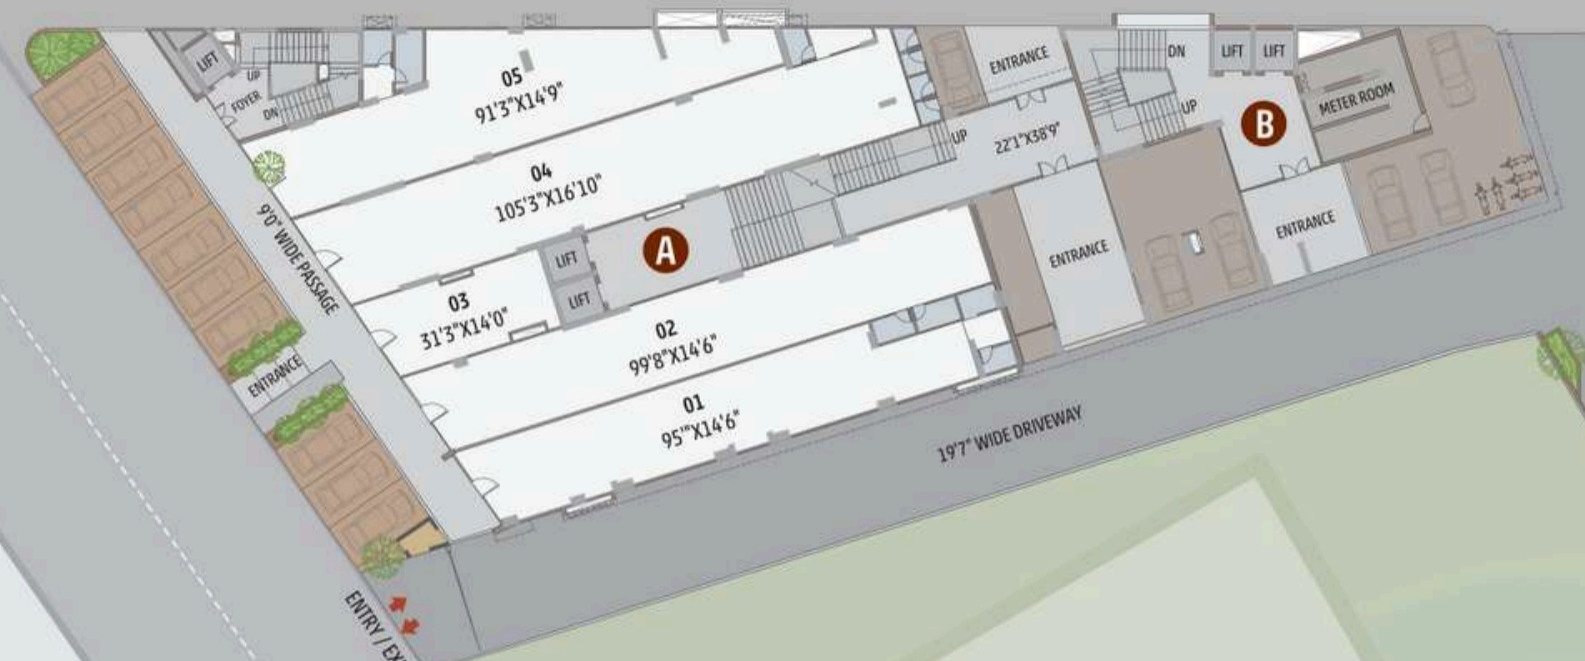 LIFT
UP
FOYER
DN
05
91'3"X14'9"
ENTRANCE
DN
LIFT
LIFT
METER ROOM
UP
B
UP
22'1"X38'9"
04
105'3"X16'10"
9'0" WIDE PASSAGE
A
LIFT
LIFT
03
31'3"X14'0"
ENTRANCE
ENTRANCE
02
99'8"X14'6"
ENTRANCE
01
95'"X14'6"
19'7" WIDE DRIVEWAY
ENTRY / EX